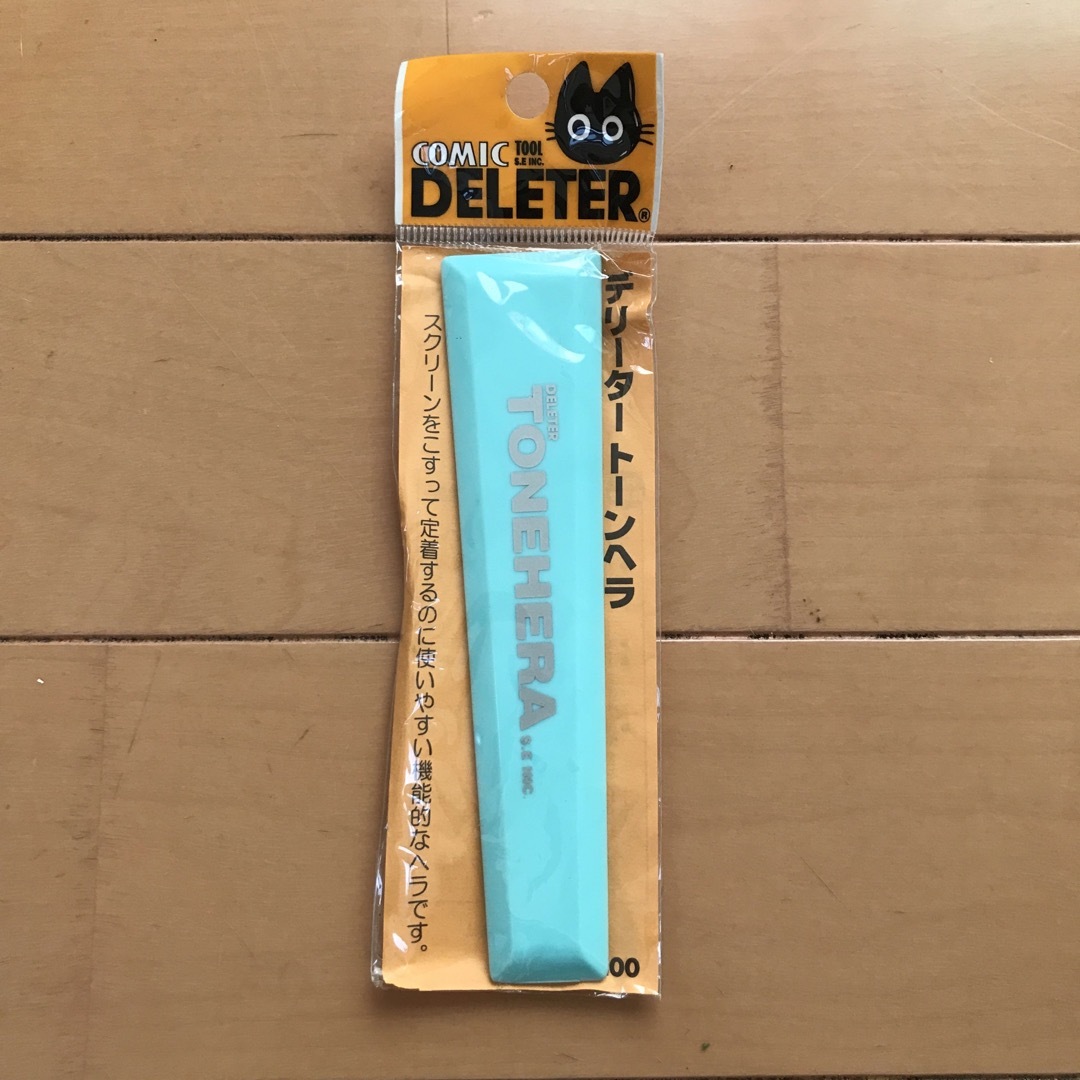 COMIC TOOL
S.E INC.
DELETER®
デリータートーンヘラ
DELETER
TONEHERA S.E INC.
スクリーンをこすって定着するのに使いやすい機能的なヘラです。
00